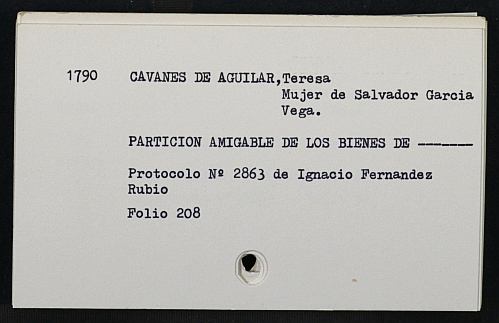 1790 CAVANES DE AGUILAR,Teresa
Mujer de Salvador Garcia
Vega.
PARTICION AMIGABLE DE LOS BIENES DE -------
Protocolo Nº 2863 de Ignacio Fernandez
Rubio
Folio 208